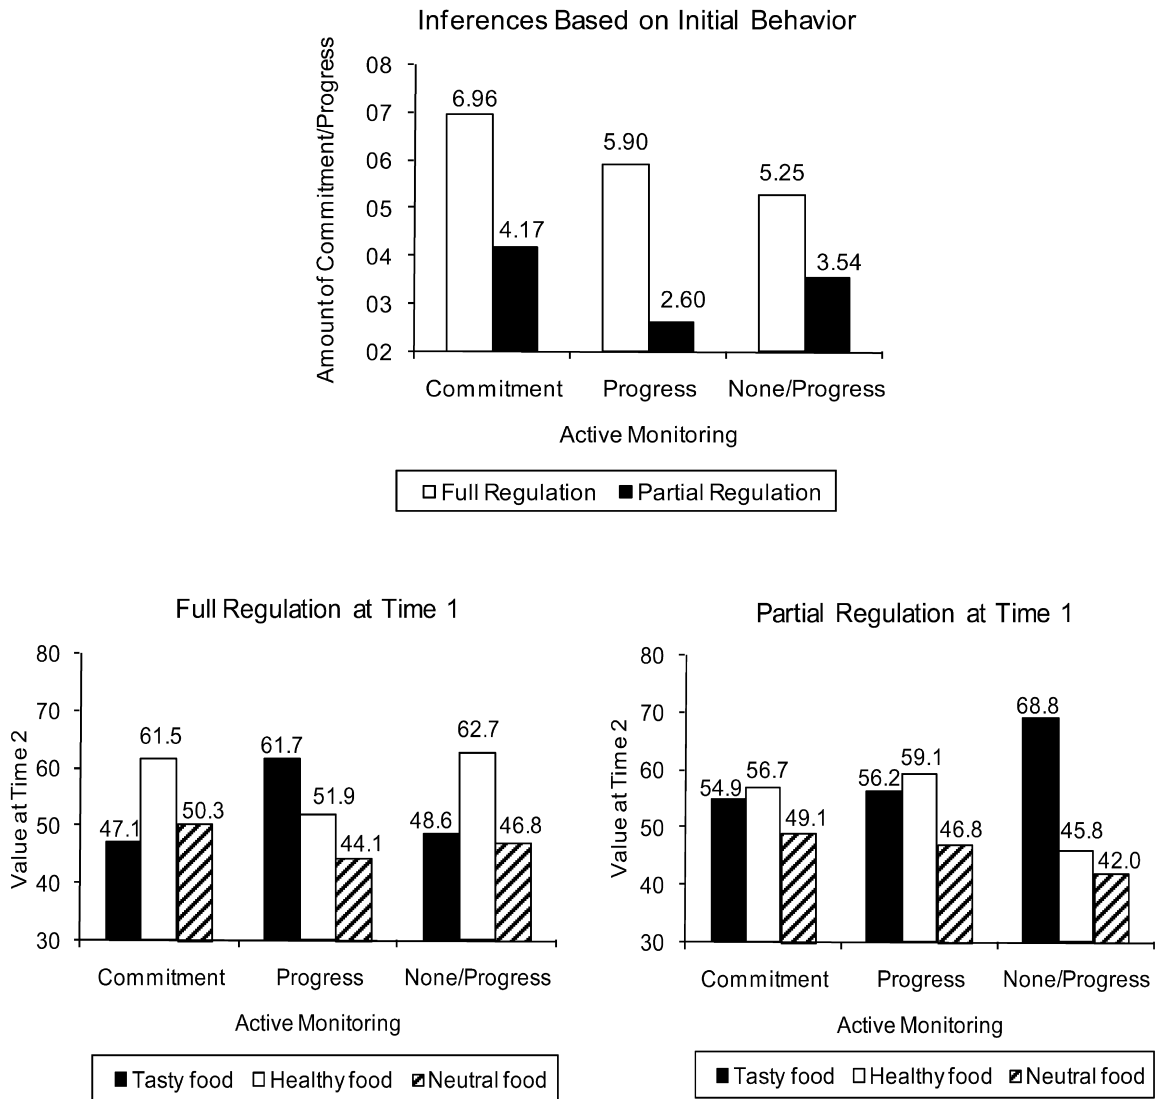 Inferences Based on Initial Behavior
Amount of Commitment/Progress
08
07
06
05
04
03
02
6.96
4.17
5.90
2.60
5.25
3.54
Commitment Progress None/Progress
Active Monitoring
Full Regulation Partial Regulation
Full Regulation at Time 1
Value at Time 2
80
70
60
50
40
30
47.1
61.5
50.3
61.7
51.9
44.1
48.6
62.7
46.8
Commitment Progress None/Progress
Active Monitoring
Tasty food Healthy food Neutral food
Partial Regulation at Time 1
Value at Time 2
80
70
60
50
40
30
54.9
56.7
49.1
56.2
59.1
46.8
68.8
45.8
42.0
Commitment Progress None/Progress
Active Monitoring
Tasty food Healthy food Neutral food